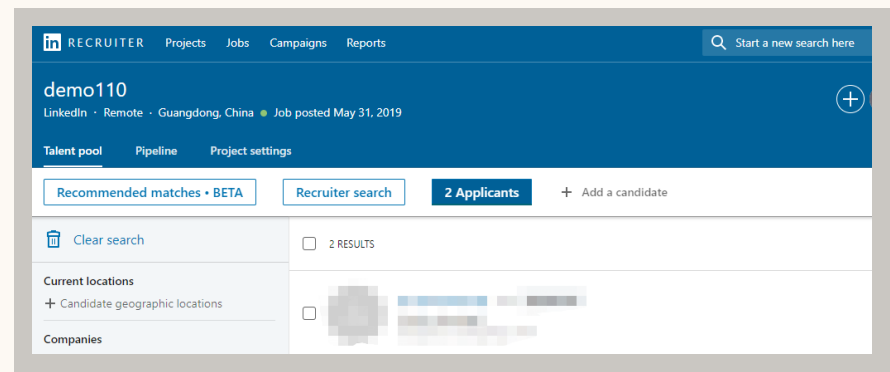 in RECRUITER Projects Jobs Campaigns Reports Start a new search here
demo110
LinkedIn · Remote · Guangdong, China ● Job posted May 31, 2019
Talent pool Pipeline Project settings
Recommended matches • BETA Recruiter search 2 Applicants + Add a candidate
Clear search 2 RESULTS
Current locations
+ Candidate geographic locations
Companies